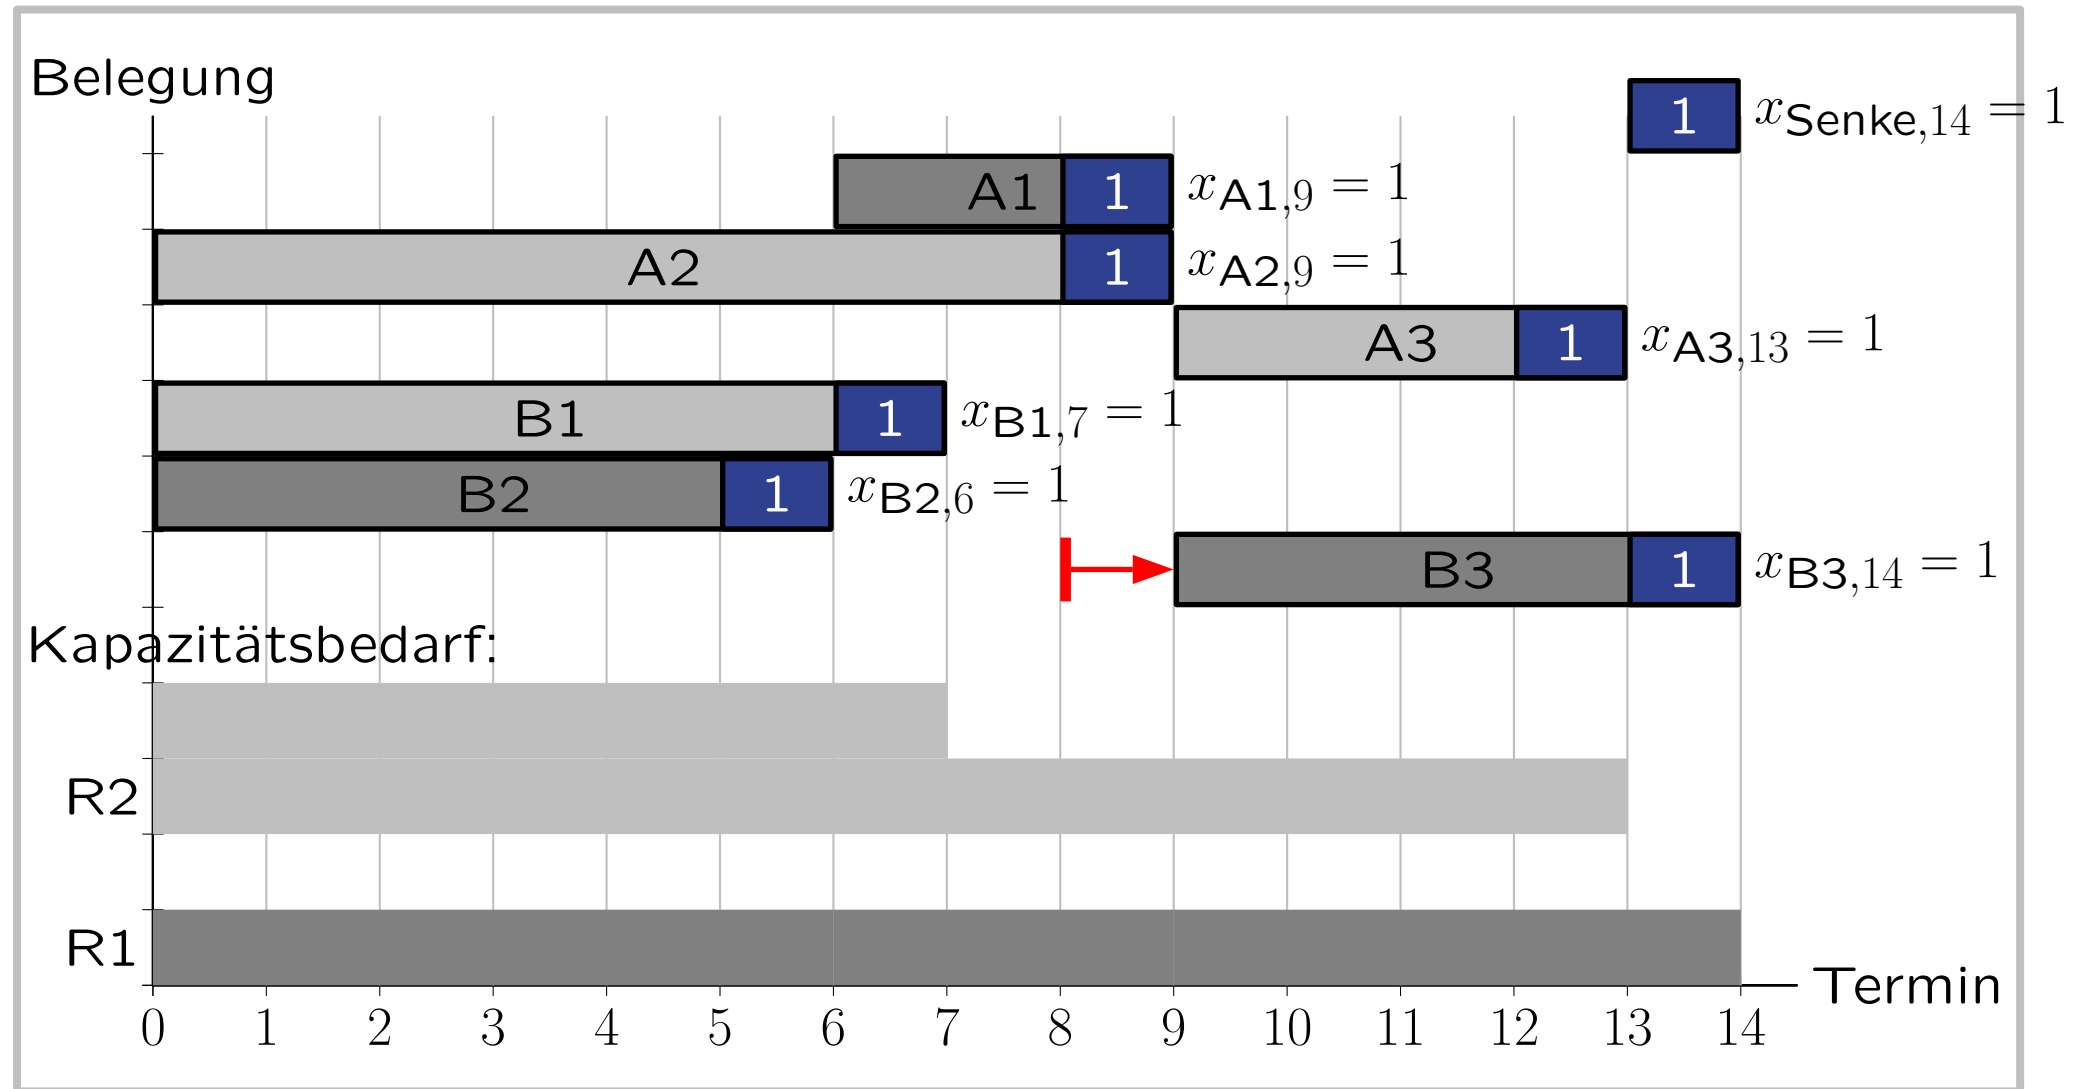 Belegung
1 x_Senke,14 = 1
A1 1 x_A1,9 = 1
A2 1 x_A2,9 = 1
A3 1 x_A3,13 = 1
B1 1 x_B1,7 = 1
B2 1 x_B2,6 = 1
B3 1 x_B3,14 = 1
Kapazitätsbedarf:
R2
R1
Termin
0 1 2 3 4 5 6 7 8 9 10 11 12 13 14